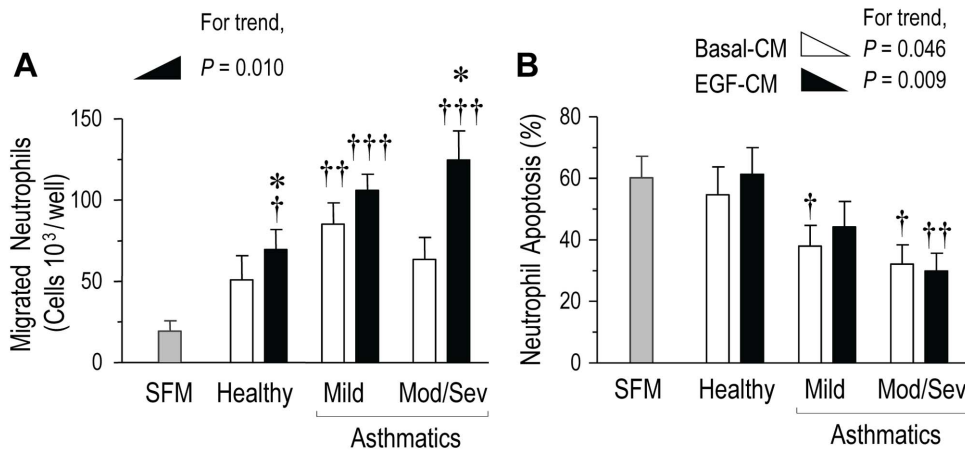 For trend,
A
P = 0.010
Migrated Neutrophils
(Cells 10³/well)
150
100
50
0
*
†
††
†††
*
†††
SFM
Healthy
Mild
Mod/Sev
Asthmatics
For trend,
B
Basal-CM
P = 0.046
EGF-CM
P = 0.009
Neutrophil Apoptosis (%)
80
60
40
20
0
†
†
††
SFM
Healthy
Mild
Mod/Sev
Asthmatics